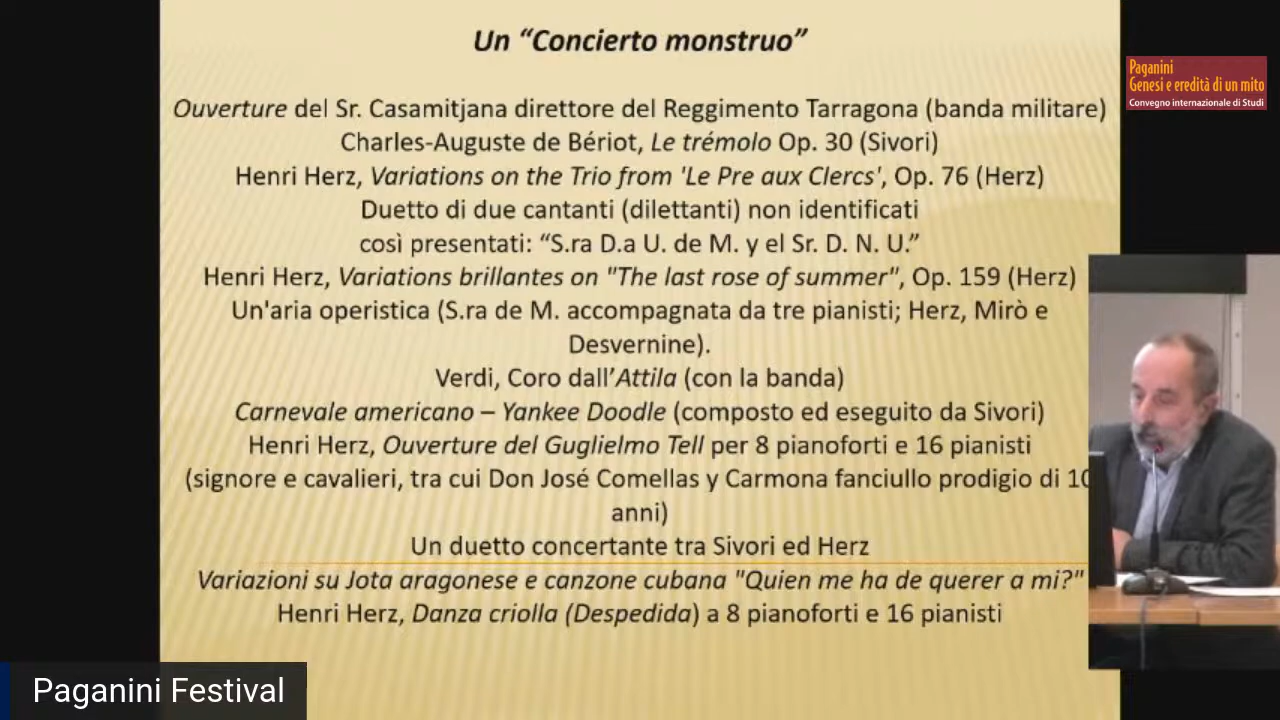 Un “Concierto monstruo”
Ouverture del Sr. Casamitjana direttore del Reggimento Tarragona (banda militare)
Charles-Auguste de Bériot, Le trémolo Op. 30 (Sivori)
Henri Herz, Variations on the Trio from 'Le Pre aux Clercs', Op. 76 (Herz)
Duetto di due cantanti (dilettanti) non identificati
così presentati: “S.ra D.a U. de M. y el Sr. D. N. U.”
Henri Herz, Variations brillantes on "The last rose of summer", Op. 159 (Herz)
Un'aria operistica (S.ra de M. accompagnata da tre pianisti; Herz, Mirò e
Desvernine).
Verdi, Coro dall’Attila (con la banda)
Carnevale americano – Yankee Doodle (composto ed eseguito da Sivori)
Henri Herz, Ouverture del Guglielmo Tell per 8 pianoforti e 16 pianisti
(signore e cavalieri, tra cui Don José Comellas y Carmona fanciullo prodigio di 10
anni)
Un duetto concertante tra Sivori ed Herz
Variazioni su Jota aragonese e canzone cubana "Quien me ha de querer a mi?"
Henri Herz, Danza criolla (Despedida) a 8 pianoforti e 16 pianisti
Paganini
Genesi e eredità di un mito
Convegno internazionale di Studi
Paganini Festival